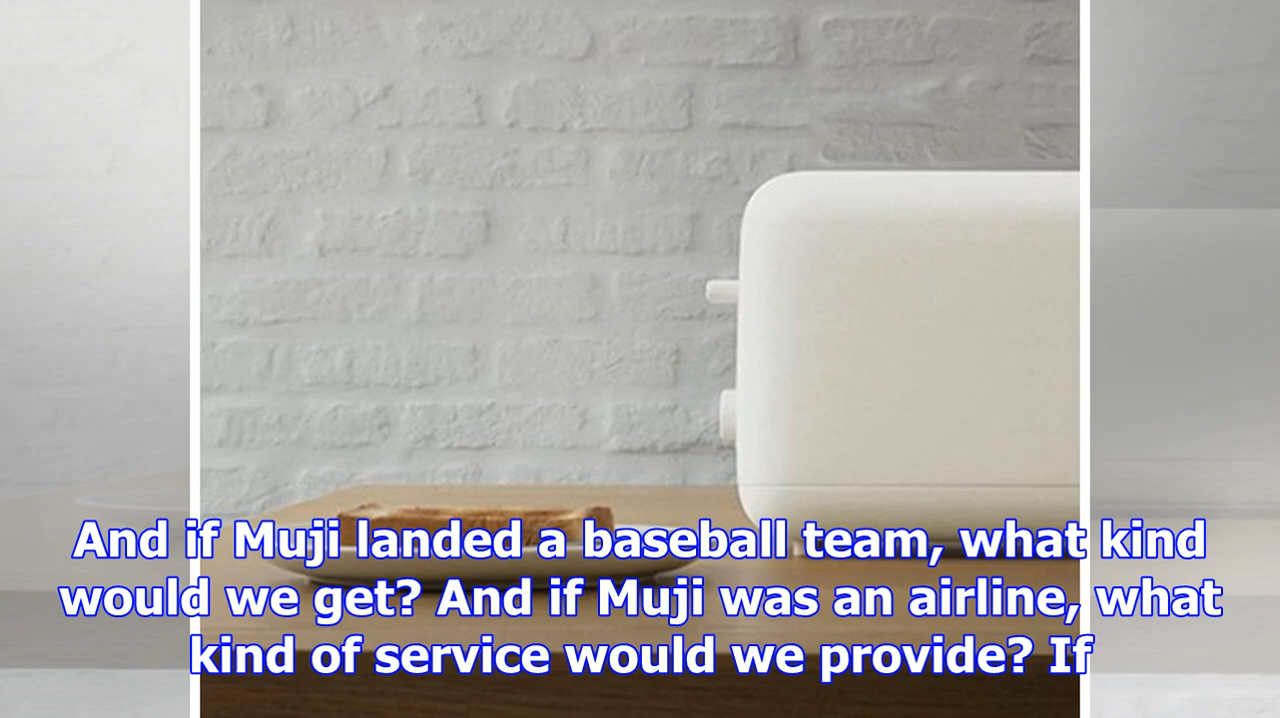 And if Muji landed a baseball team, what kind
would we get? And if Muji was an airline, what
kind of service would we provide? If